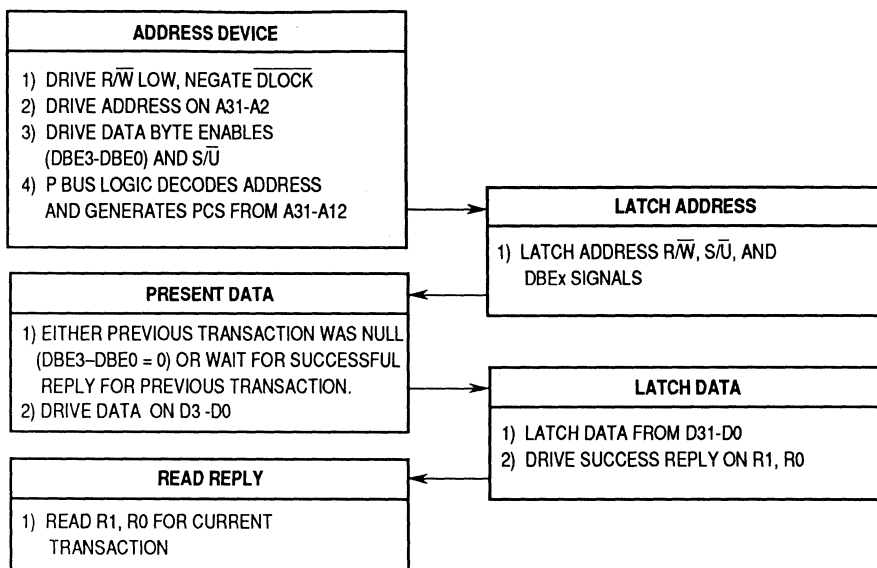 ADDRESS DEVICE
1) DRIVE R/W̅ LOW, NEGATE D̅L̅O̅C̅K̅
2) DRIVE ADDRESS ON A31-A2
3) DRIVE DATA BYTE ENABLES
(DBE3-DBE0) AND S/U̅
4) P BUS LOGIC DECODES ADDRESS
AND GENERATES PCS FROM A31-A12
LATCH ADDRESS
1) LATCH ADDRESS R/W̅, S/U̅, AND
DBEx SIGNALS
PRESENT DATA
1) EITHER PREVIOUS TRANSACTION WAS NULL
(DBE3–DBE0 = 0) OR WAIT FOR SUCCESSFUL
REPLY FOR PREVIOUS TRANSACTION.
2) DRIVE DATA ON D3 -D0
LATCH DATA
1) LATCH DATA FROM D31-D0
2) DRIVE SUCCESS REPLY ON R1, R0
READ REPLY
1) READ R1, R0 FOR CURRENT
TRANSACTION